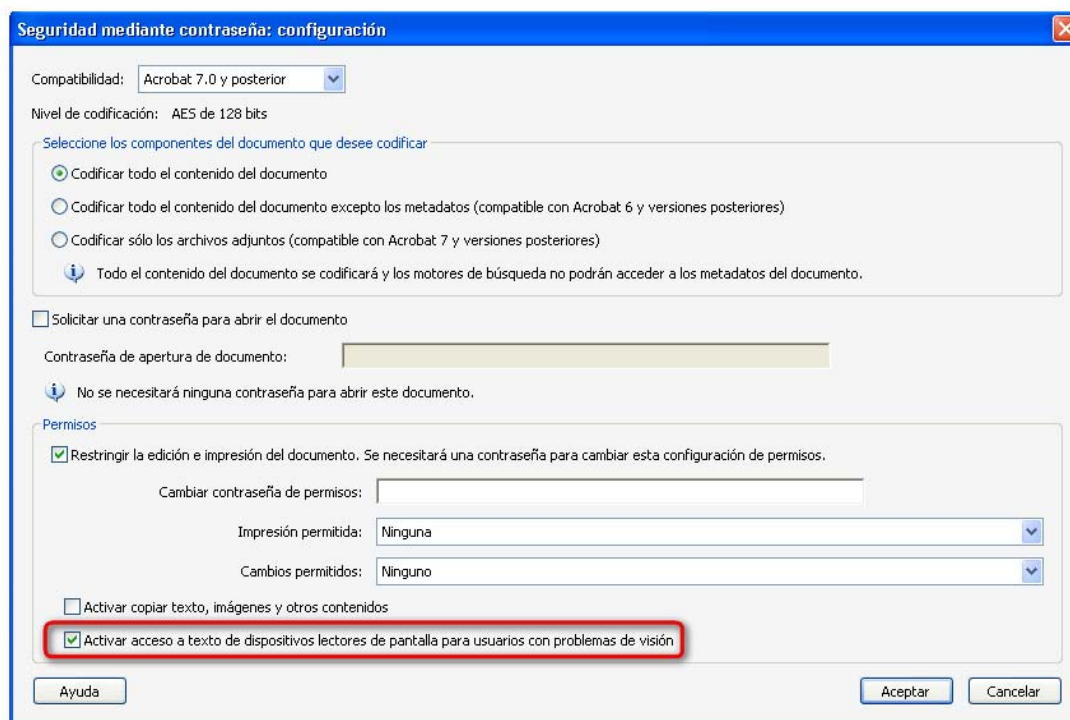 Seguridad mediante contraseña: configuración
Compatibilidad: Acrobat 7.0 y posterior
Nivel de codificación: AES de 128 bits
Seleccione los componentes del documento que desee codificar
Codificar todo el contenido del documento
Codificar todo el contenido del documento excepto los metadatos (compatible con Acrobat 6 y versiones posteriores)
Codificar sólo los archivos adjuntos (compatible con Acrobat 7 y versiones posteriores)
Todo el contenido del documento se codificará y los motores de búsqueda no podrán acceder a los metadatos del documento.
Solicitar una contraseña para abrir el documento
Contraseña de apertura de documento:
No se necesitará ninguna contraseña para abrir este documento.
Permisos
Restringir la edición e impresión del documento. Se necesitará una contraseña para cambiar esta configuración de permisos.
Cambiar contraseña de permisos:
Impresión permitida: Ninguna
Cambios permitidos: Ninguno
Activar copiar texto, imágenes y otros contenidos
Activar acceso a texto de dispositivos lectores de pantalla para usuarios con problemas de visión
Ayuda Aceptar Cancelar